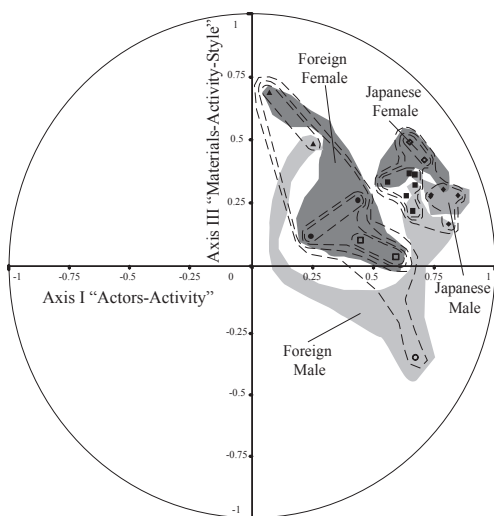 1
0.75
0.5
0.25
0
-0.25
-0.5
-0.75
-1
-1
-0.75
-0.5
-0.25
0.25
0.5
0.75
1
Axis III “Materials-Activity-Style”
Axis I “Actors-Activity”
Foreign
Female
Japanese
Female
Japanese
Male
Foreign
Male